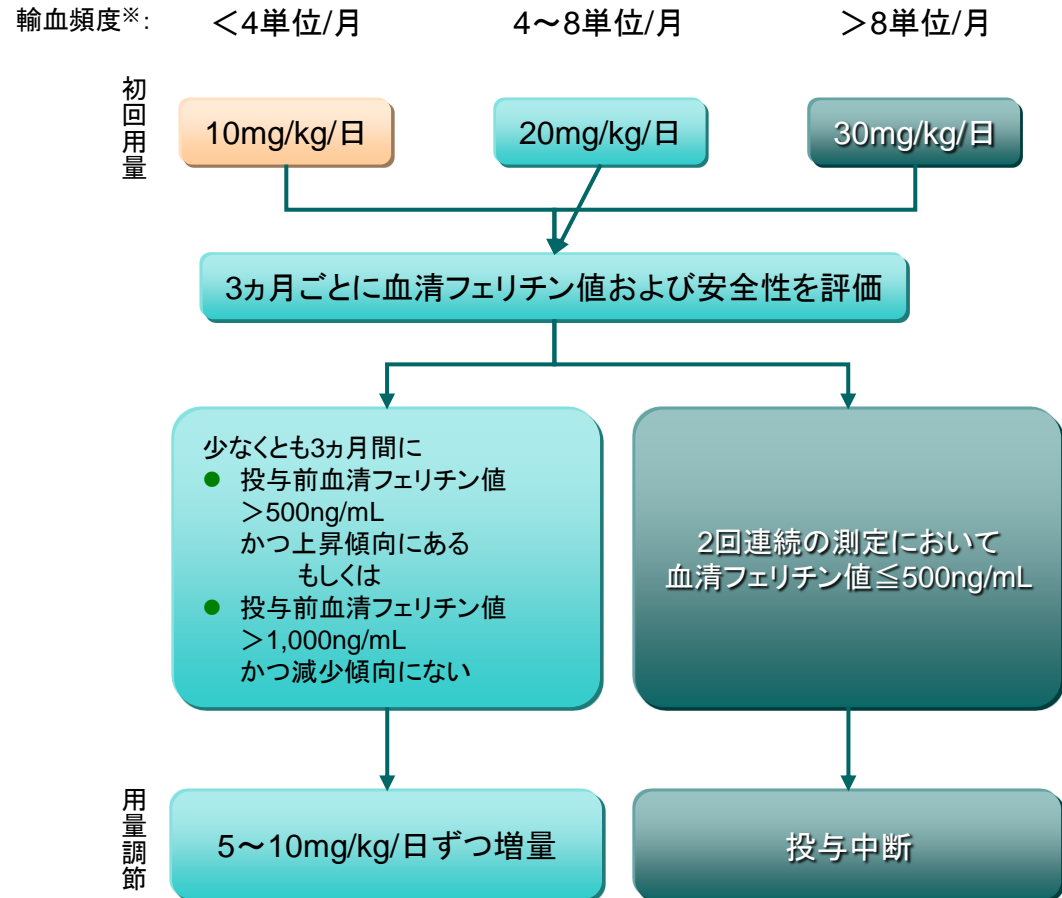 輸血頻度※: ＜4単位/月 4～8単位/月 ＞8単位/月
初回用量
10mg/kg/日 20mg/kg/日 30mg/kg/日
3ヵ月ごとに血清フェリチン値および安全性を評価
少なくとも3ヵ月間に
● 投与前血清フェリチン値
＞500ng/mL
かつ上昇傾向にある
もしくは
● 投与前血清フェリチン値
＞1,000ng/mL
かつ減少傾向にない
2回連続の測定において
血清フェリチン値≦500ng/mL
用量調節
5～10mg/kg/日ずつ増量
投与中断